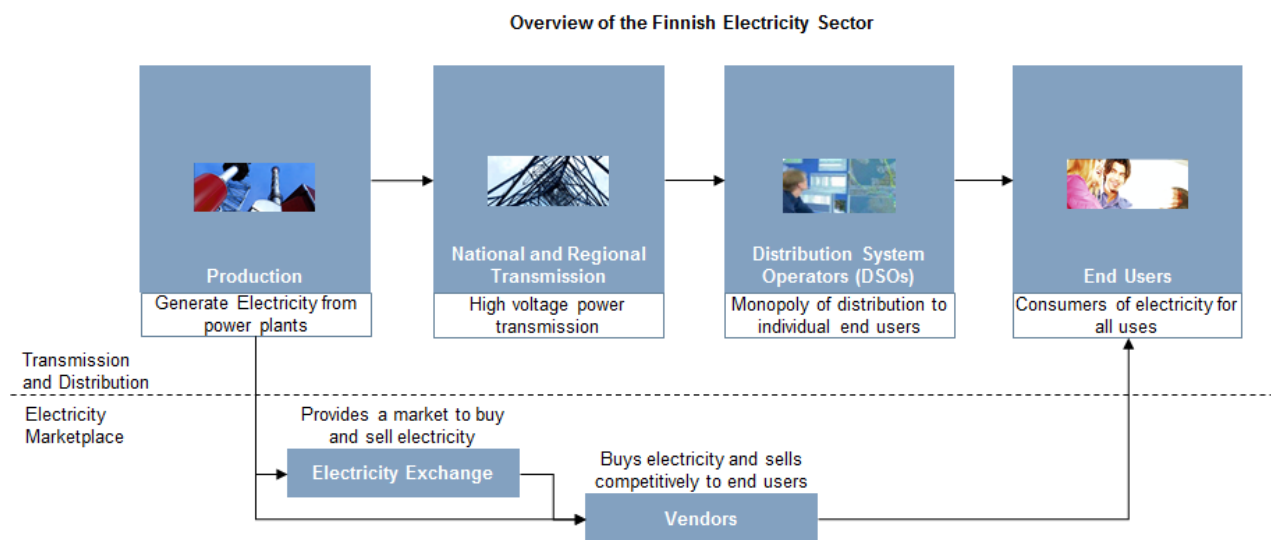 Overview of the Finnish Electricity Sector
Production
Generate Electricity from
power plants
National and Regional
Transmission
High voltage power
transmission
Distribution System
Operators (DSOs)
Monopoly of distribution to
individual end users
End Users
Consumers of electricity for
all uses
Transmission
and Distribution
Electricity
Marketplace
Provides a market to buy
and sell electricity
Electricity Exchange
Buys electricity and sells
competitively to end users
Vendors